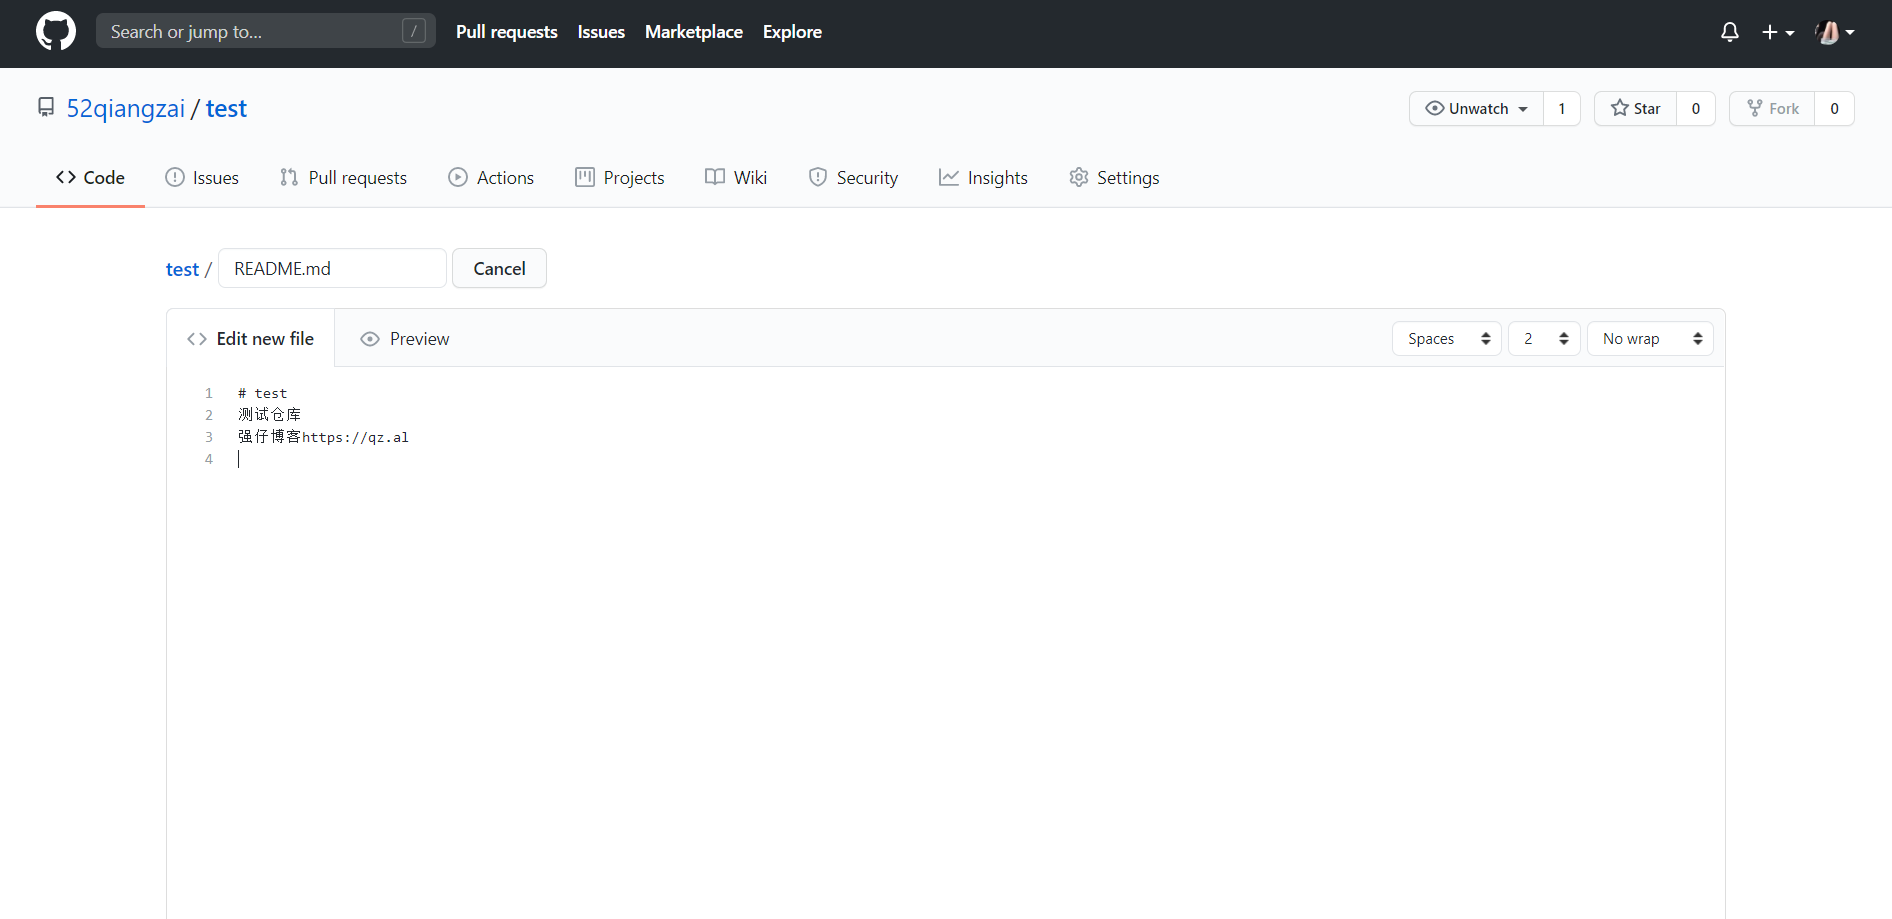 Search or jump to... /
Pull requests Issues Marketplace Explore
52qiangzai / test
Unwatch 1 Star 0 Fork 0
Code Issues Pull requests Actions Projects Wiki Security Insights Settings
test / README.md Cancel
Edit new file Preview Spaces 2 No wrap
1 # test
2 测试仓库
3 强仔博客https://qz.al
4